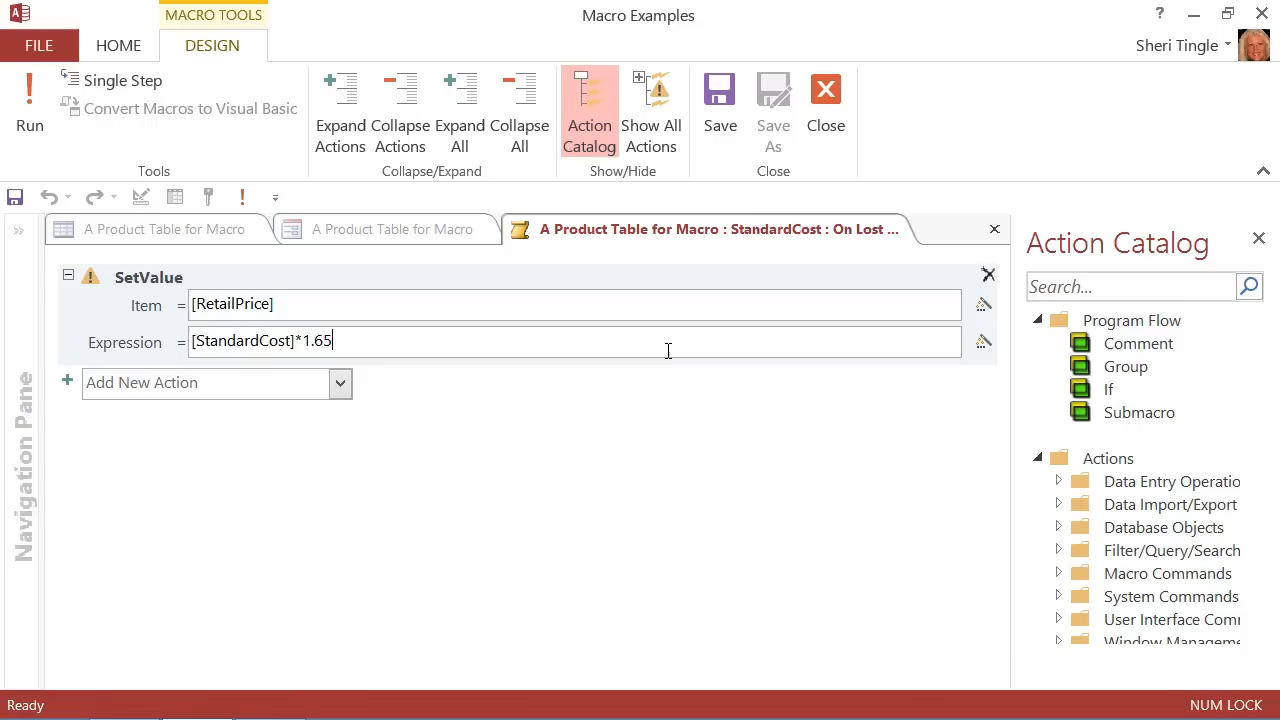 MACRO TOOLS
Macro Examples
?
FILE
HOME
DESIGN
Sheri Tingle
Run
Single Step
Convert Macros to Visual Basic
Tools
Expand Actions
Collapse Actions
Expand All
Collapse All
Collapse/Expand
Action Catalog
Show All Actions
Show/Hide
Save
Save As
Close
Close
A Product Table for Macro
A Product Table for Macro
A Product Table for Macro : StandardCost : On Lost ...
Navigation Pane
SetValue
Item = [RetailPrice]
Expression = [StandardCost]*1.65
Add New Action
Action Catalog
Search...
Program Flow
Comment
Group
If
Submacro
Actions
Data Entry Operatio
Data Import/Export
Database Objects
Filter/Query/Search
Macro Commands
System Commands
User Interface Com
Window Manageme
Ready
NUM LOCK